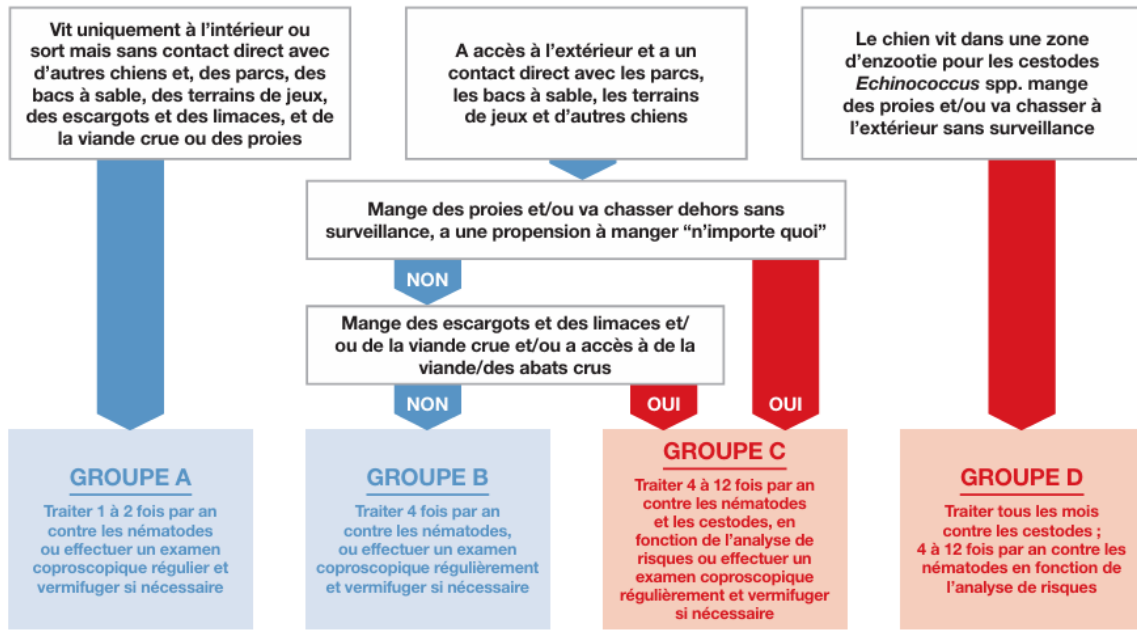 Vit uniquement à l'intérieur ou
sort mais sans contact direct avec
d'autres chiens et, des parcs, des
bacs à sable, des terrains de jeux,
des escargots et des limaces, et de
la viande crue ou des proies
A accès à l'extérieur et a un
contact direct avec les parcs,
les bacs à sable, les terrains
de jeux et d'autres chiens
Le chien vit dans une zone
d'enzootie pour les cestodes
Echinococcus spp. mange
des proies et/ou va chasser à
l'extérieur sans surveillance
Mange des proies et/ou va chasser dehors sans
surveillance, a une propension à manger “n'importe quoi”
NON
Mange des escargots et des limaces et/
ou de la viande crue et/ou a accès à de la
viande/des abats crus
NON
OUI
OUI
GROUPE A
Traiter 1 à 2 fois par an
contre les nématodes
ou effectuer un examen
coproscopique régulier et
vermifuger si nécessaire
GROUPE B
Traiter 4 fois par an
contre les nématodes,
ou effectuer un examen
coproscopique régulièrement
et vermifuger si nécessaire
GROUPE C
Traiter 4 à 12 fois par an
contre les nématodes
et les cestodes, en
fonction de l'analyse de
risques ou effectuer un
examen coproscopique
régulièrement et vermifuger
si nécessaire
GROUPE D
Traiter tous les mois
contre les cestodes ;
4 à 12 fois par an contre les
nématodes en fonction de
l'analyse de risques